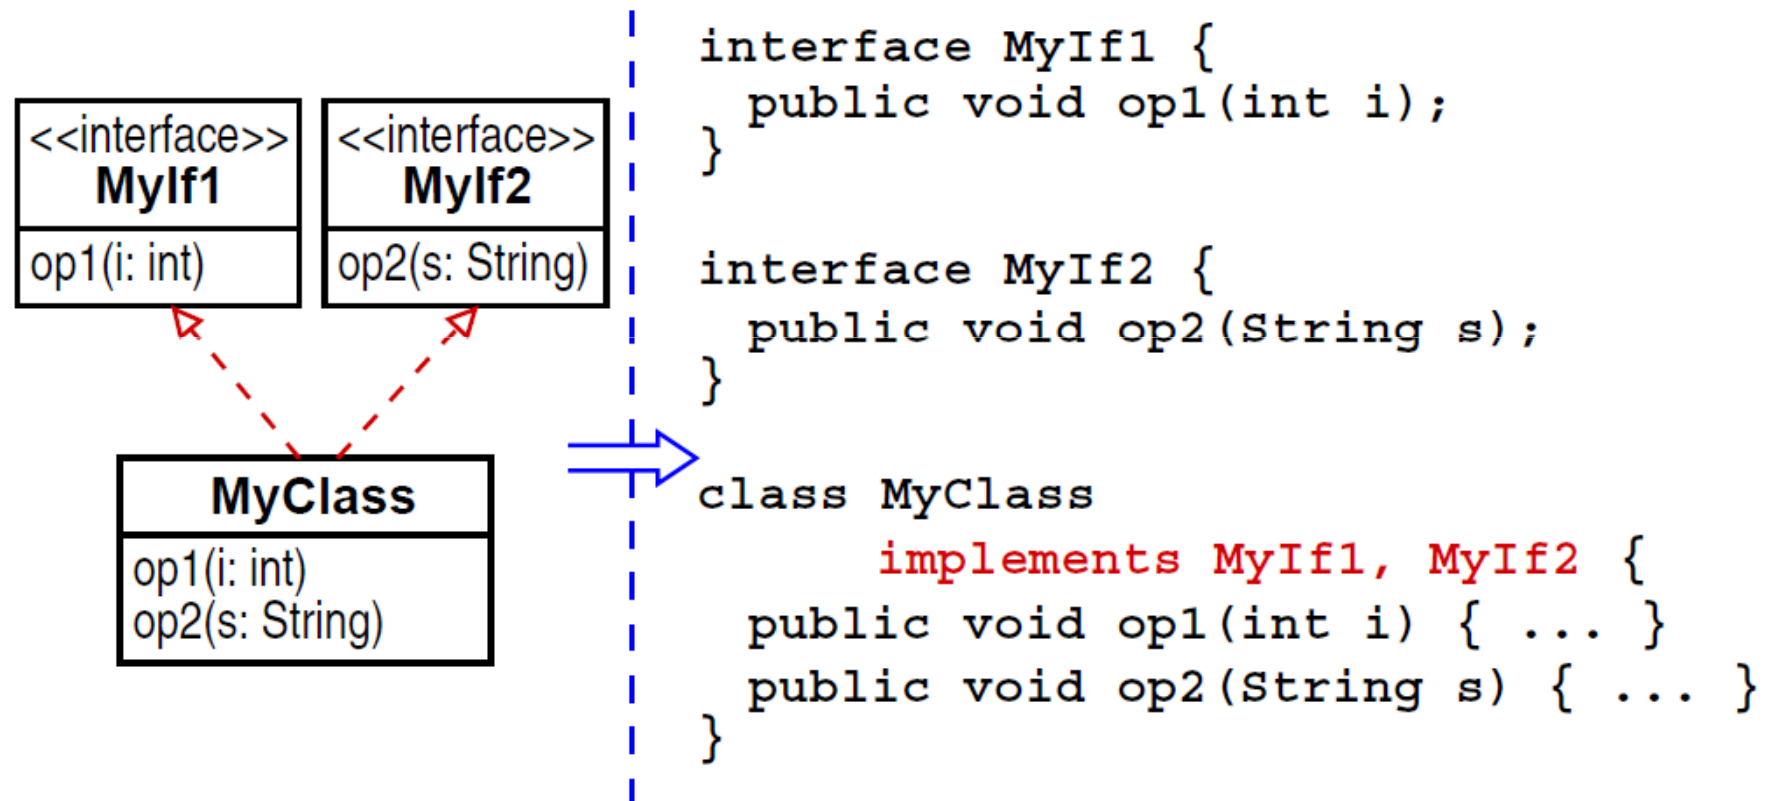 <<interface>>
MyIf1
op1(i: int)
<<interface>>
MyIf2
op2(s: String)
MyClass
op1(i: int)
op2(s: String)
interface MyIf1 {
public void op1(int i);
}
interface MyIf2 {
public void op2(String s);
}
class MyClass
implements MyIf1, MyIf2 {
public void op1(int i) { ... }
public void op2(String s) { ... }
}